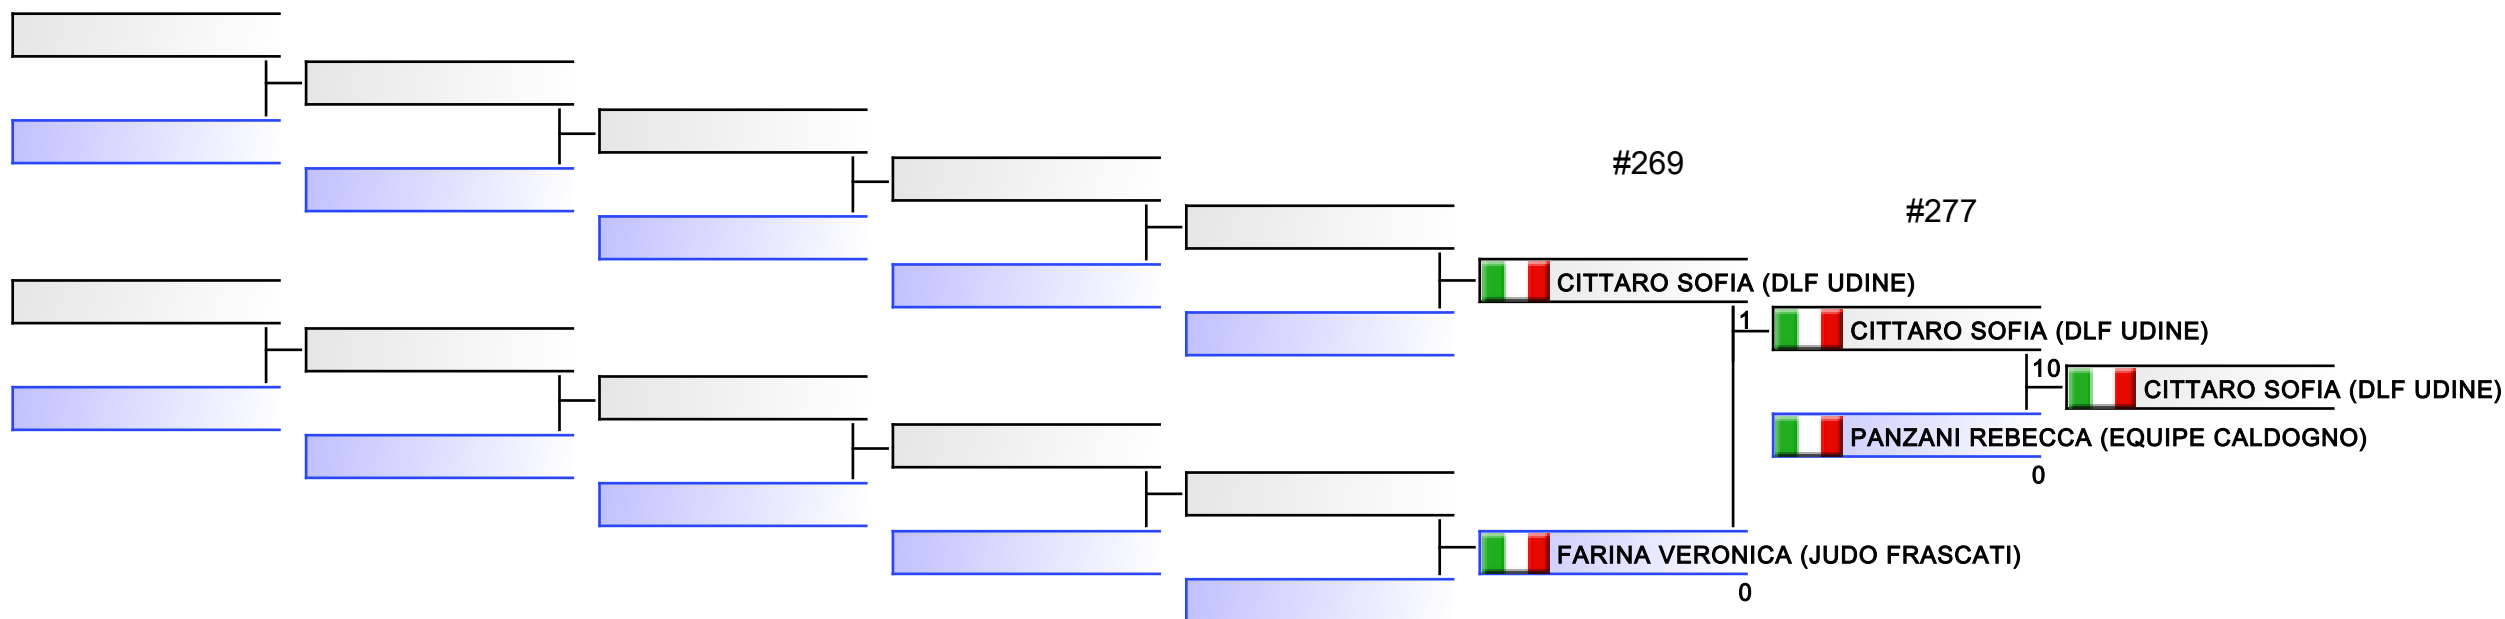 #269
#277
CITTARO SOFIA (DLF UDINE)
1
CITTARO SOFIA (DLF UDINE)
10
CITTARO SOFIA (DLF UDINE)
PANZANI REBECCA (EQUIPE CALDOGNO)
0
FARINA VERONICA (JUDO FRASCATI)
0